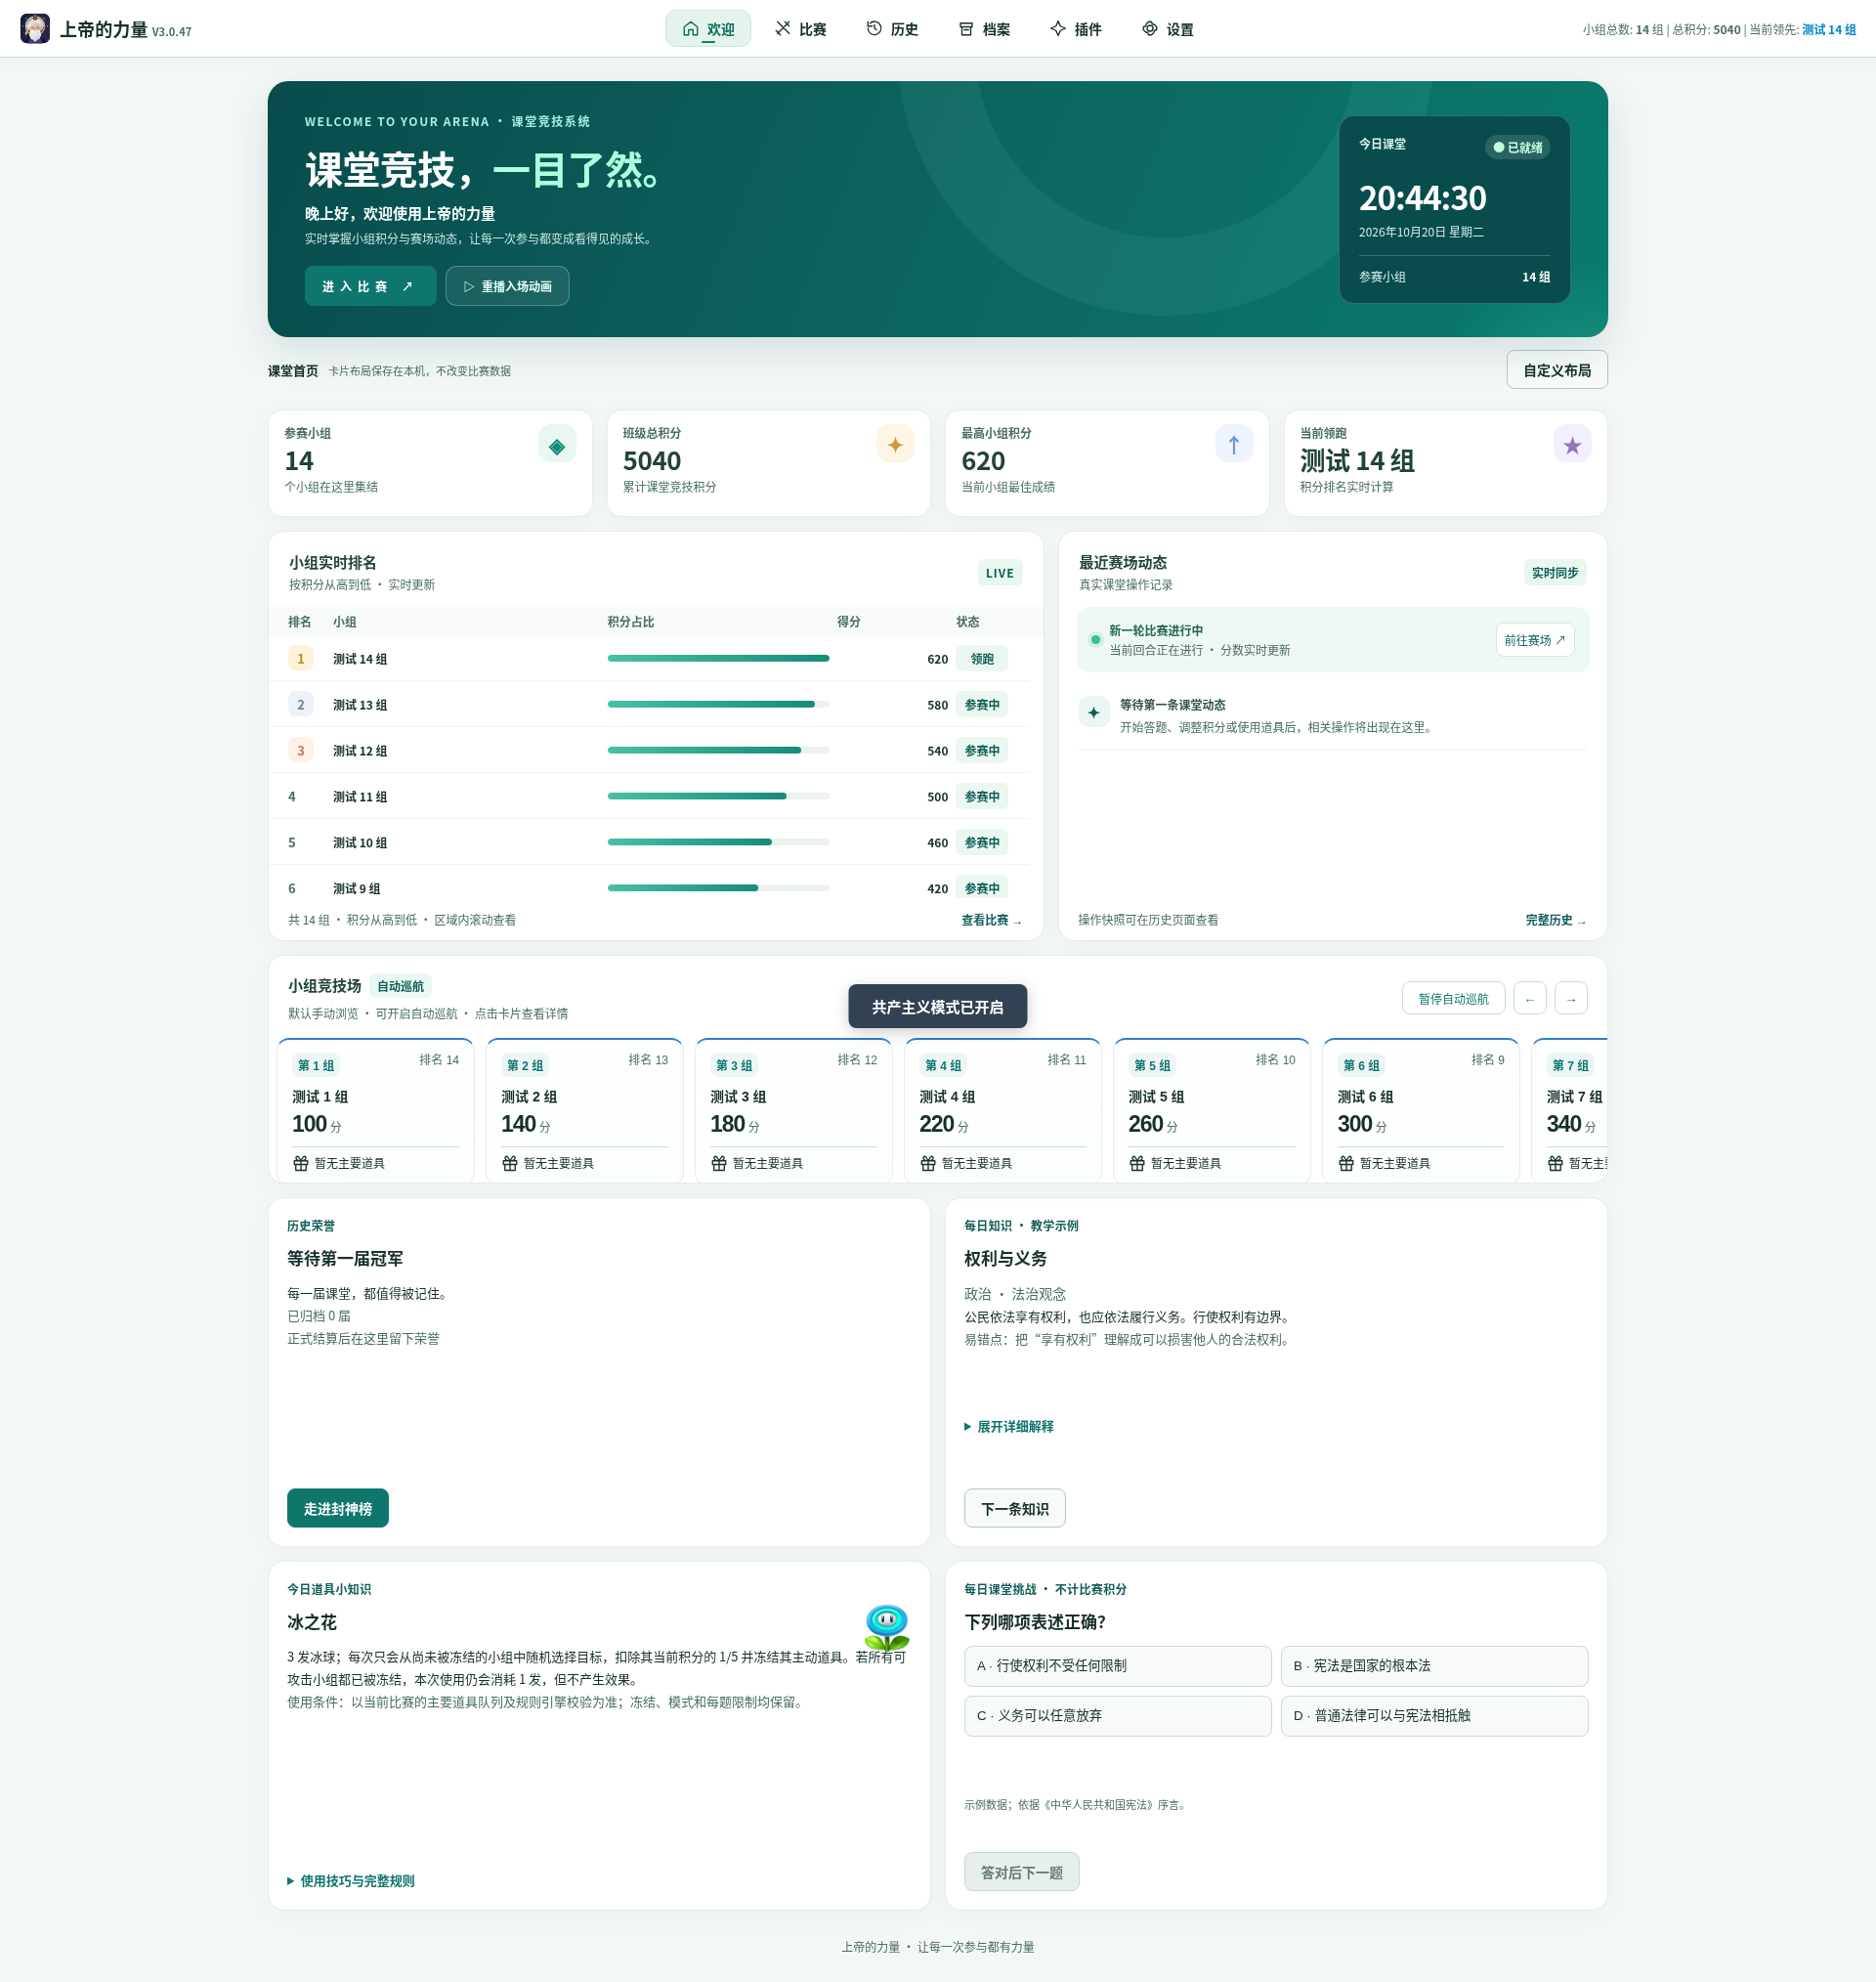 上帝的力量 V3.0.47
欢迎
比赛
历史
档案
插件
设置
小组总数: 14 组 | 总积分: 5040 | 当前领先: 测试 14 组
WELCOME TO YOUR ARENA · 课堂竞技系统
课堂竞技，一目了然。
晚上好，欢迎使用上帝的力量
实时掌握小组积分与赛场动态，让每一次参与都变成看得见的成长。
进入比赛 ↗
▷ 重播入场动画
今日课堂
已就绪
20:44:30
2026年10月20日 星期二
参赛小组
14 组
课堂首页
卡片布局保存在本机，不改变比赛数据
自定义布局
参赛小组
14
个小组在这里集结
班级总积分
5040
累计课堂竞技积分
最高小组积分
620
当前小组最佳成绩
当前领跑
测试 14 组
积分排名实时计算
小组实时排名
按积分从高到低 · 实时更新
LIVE
排名 小组 积分占比 得分 状态
1 测试 14 组 620 领跑
2 测试 13 组 580 参赛中
3 测试 12 组 540 参赛中
4 测试 11 组 500 参赛中
5 测试 10 组 460 参赛中
6 测试 9 组 420 参赛中
共 14 组 · 积分从高到低 · 区域内滚动查看
查看比赛 →
最近赛场动态
真实课堂操作记录
实时同步
新一轮比赛进行中
当前回合正在进行 · 分数实时更新
前往赛场 ↗
等待第一条课堂动态
开始答题、调整积分或使用道具后，相关操作将出现在这里。
操作快照可在历史页面查看
完整历史 →
小组竞技场
自动巡航
默认手动浏览 · 可开启自动巡航 · 点击卡片查看详情
共产主义模式已开启
暂停自动巡航
←
→
第 1 组 排名 14
测试 1 组
100 分
暂无主要道具
第 2 组 排名 13
测试 2 组
140 分
暂无主要道具
第 3 组 排名 12
测试 3 组
180 分
暂无主要道具
第 4 组 排名 11
测试 4 组
220 分
暂无主要道具
第 5 组 排名 10
测试 5 组
260 分
暂无主要道具
第 6 组 排名 9
测试 6 组
300 分
暂无主要道具
第 7 组
测试 7 组
340 分
暂无主
历史荣誉
等待第一届冠军
每一届课堂，都值得被记住。
已归档 0 届
正式结算后在这里留下荣誉
走进封神榜
每日知识 · 教学示例
权利与义务
政治 · 法治观念
公民依法享有权利，也应依法履行义务。行使权利有边界。
易错点：把“享有权利”理解成可以损害他人的合法权利。
▶ 展开详细解释
下一条知识
今日道具小知识
冰之花
3 发冰球；每次只会从尚未被冻结的小组中随机选择目标，扣除其当前积分的 1/5 并冻结其主动道具。若所有可
攻击小组都已被冻结，本次使用仍会消耗 1 发，但不产生效果。
使用条件：以当前比赛的主要道具队列及规则引擎校验为准；冻结、模式和每题限制均保留。
▶ 使用技巧与完整规则
每日课堂挑战 · 不计比赛积分
下列哪项表述正确？
A · 行使权利不受任何限制
B · 宪法是国家的根本法
C · 义务可以任意放弃
D · 普通法律可以与宪法相抵触
示例数据；依据《中华人民共和国宪法》序言。
答对后下一题
上帝的力量 · 让每一次参与都有力量